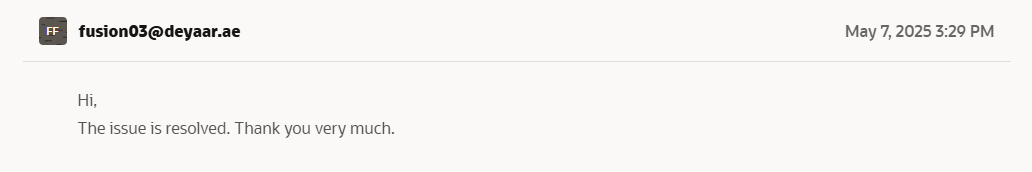 FF fusion03@deyaar.ae May 7, 2025 3:29 PM
Hi,
The issue is resolved. Thank you very much.